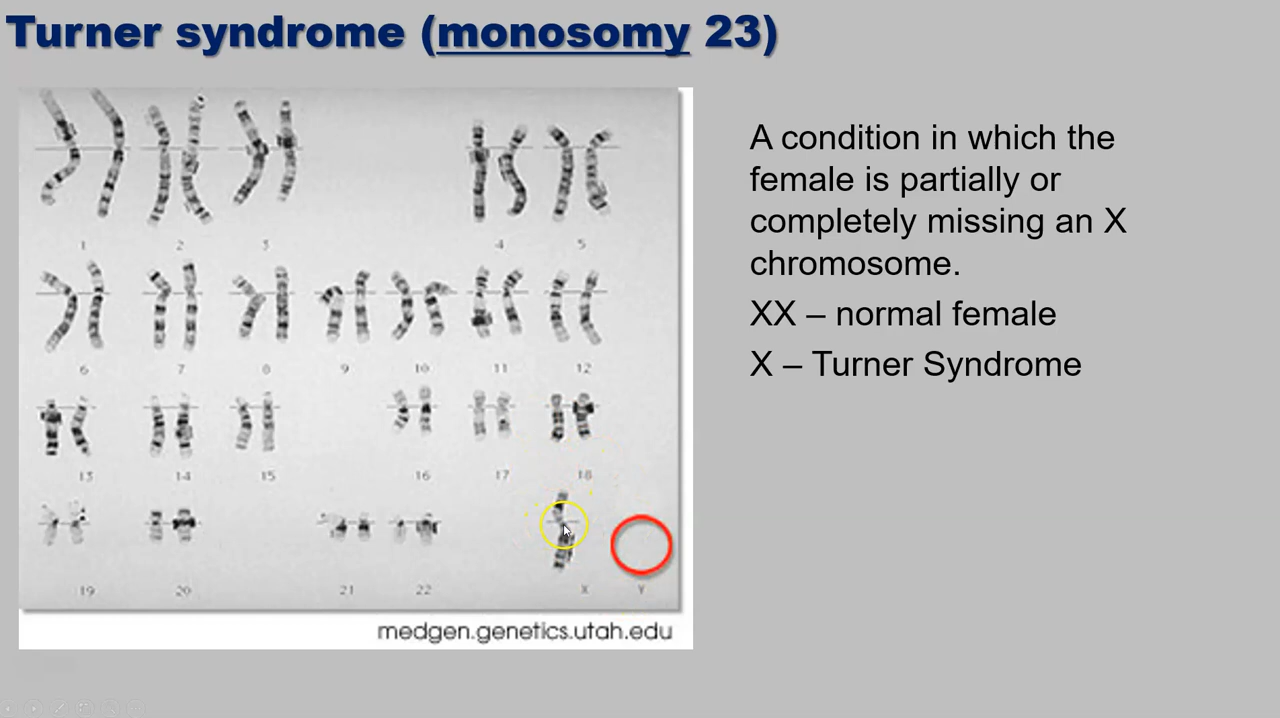 Turner syndrome (monosomy 23)
A condition in which the
female is partially or
completely missing an X
chromosome.
XX – normal female
X – Turner Syndrome
1 2 3 4 5
6 7 8 9 10 11 12
13 14 15 16 17 18
19 20 21 22 X Y
medgen.genetics.utah.edu